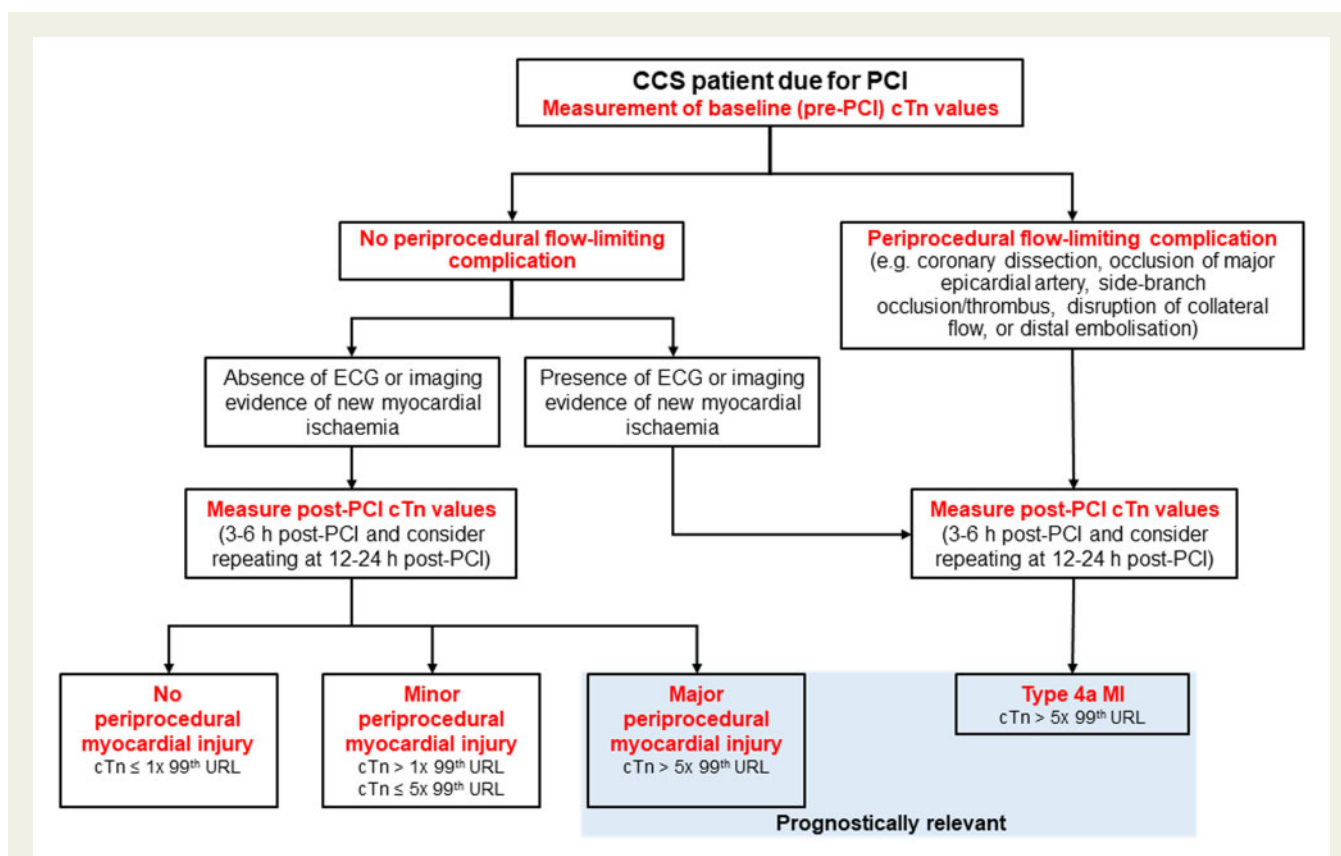 CCS patient due for PCI
Measurement of baseline (pre-PCI) cTn values
No periprocedural flow-limiting
complication
Periprocedural flow-limiting complication
(e.g. coronary dissection, occlusion of major
epicardial artery, side-branch
occlusion/thrombus, disruption of collateral
flow, or distal embolisation)
Absence of ECG or imaging
evidence of new myocardial
ischaemia
Presence of ECG or imaging
evidence of new myocardial
ischaemia
Measure post-PCI cTn values
(3-6 h post-PCI and consider
repeating at 12-24 h post-PCI)
Measure post-PCI cTn values
(3-6 h post-PCI and consider
repeating at 12-24 h post-PCI)
No
periprocedural
myocardial injury
cTn ≤ 1x 99th URL
Minor
periprocedural
myocardial injury
cTn > 1x 99th URL
cTn ≤ 5x 99th URL
Major
periprocedural
myocardial injury
cTn > 5x 99th URL
Type 4a MI
cTn > 5x 99th URL
Prognostically relevant